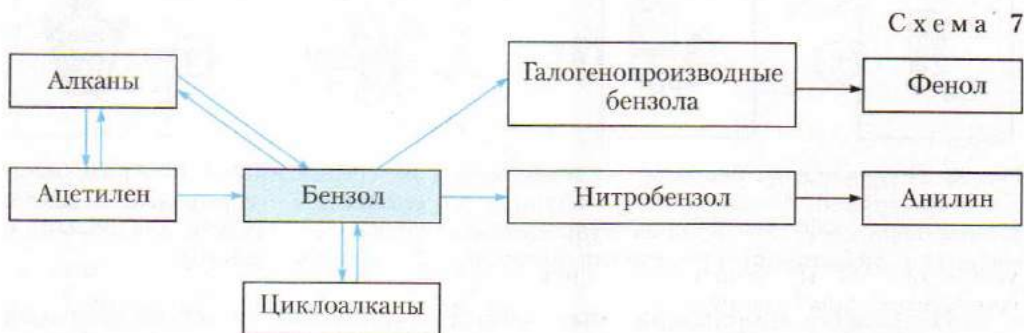 Схема 7
Алканы
Галогенопроизводные
бензола
Фенол
Ацетилен
Бензол
Нитробензол
Анилин
Циклоалканы